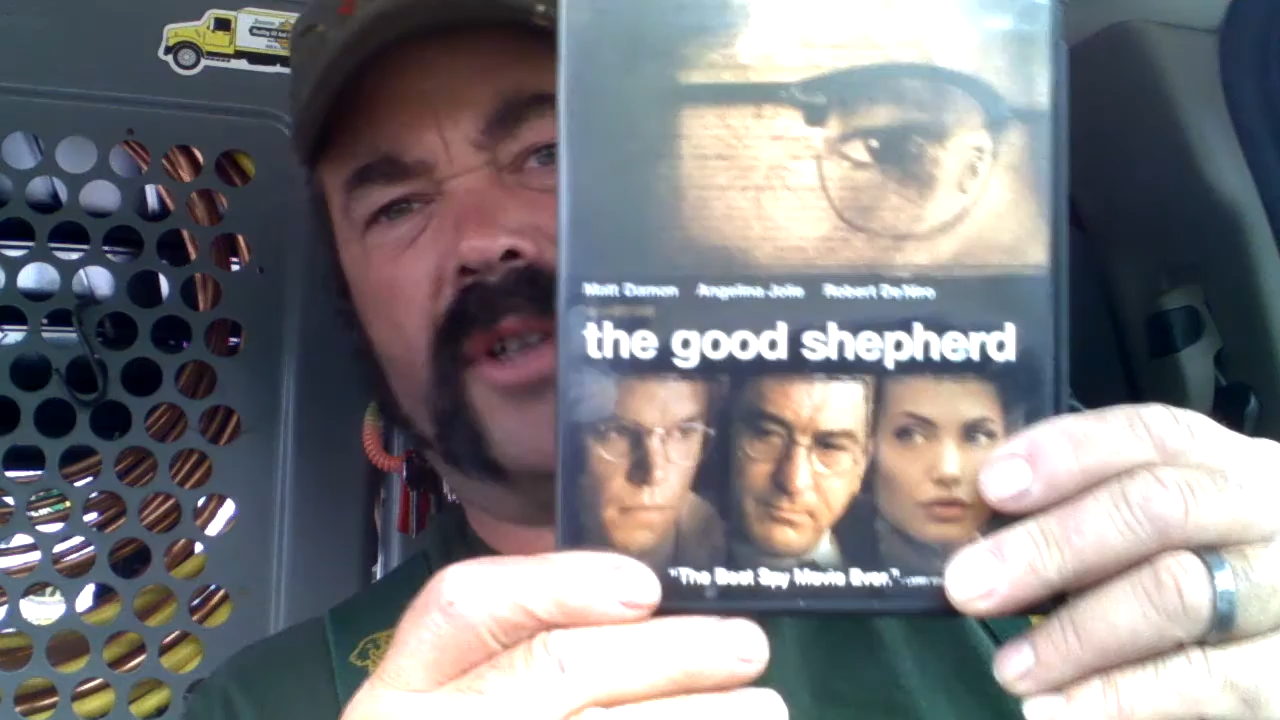 Matt Damon Angelina Jolie Robert De Niro
the good shepherd
"The Best Spy Movie Ever."